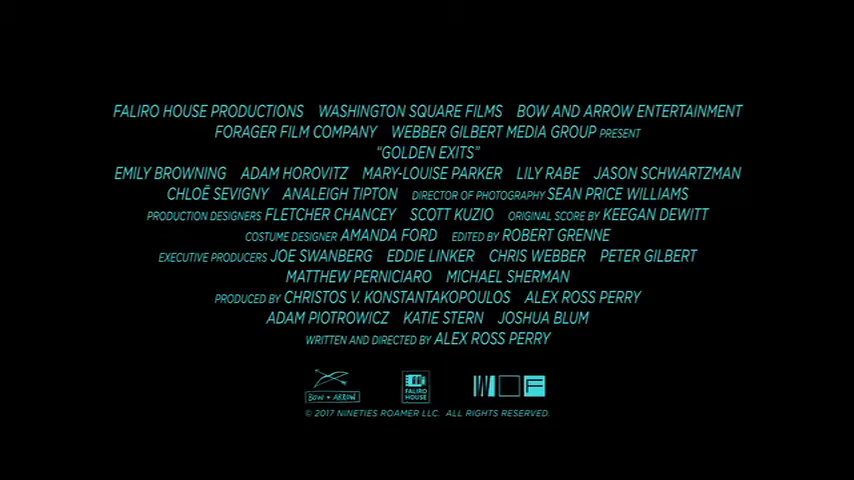 FALIRO HOUSE PRODUCTIONS WASHINGTON SQUARE FILMS BOW AND ARROW ENTERTAINMENT
FORAGER FILM COMPANY WEBBER GILBERT MEDIA GROUP PRESENT
"GOLDEN EXITS"
EMILY BROWNING ADAM HOROVITZ MARY-LOUISE PARKER LILY RABE JASON SCHWARTZMAN
CHLOË SEVIGNY ANALEIGH TIPTON DIRECTOR OF PHOTOGRAPHY SEAN PRICE WILLIAMS
PRODUCTION DESIGNERS FLETCHER CHANCEY SCOTT KUZIO ORIGINAL SCORE BY KEEGAN DEWITT
COSTUME DESIGNER AMANDA FORD EDITED BY ROBERT GRENNE
EXECUTIVE PRODUCERS JOE SWANBERG EDDIE LINKER CHRIS WEBBER PETER GILBERT
MATTHEW PERNICIARO MICHAEL SHERMAN
PRODUCED BY CHRISTOS V. KONSTANTAKOPOULOS ALEX ROSS PERRY
ADAM PIOTROWICZ KATIE STERN JOSHUA BLUM
WRITTEN AND DIRECTED BY ALEX ROSS PERRY
BOW + ARROW
FALIRO
HOUSE
W F
© 2017 NINETIES ROAMER LLC. ALL RIGHTS RESERVED.